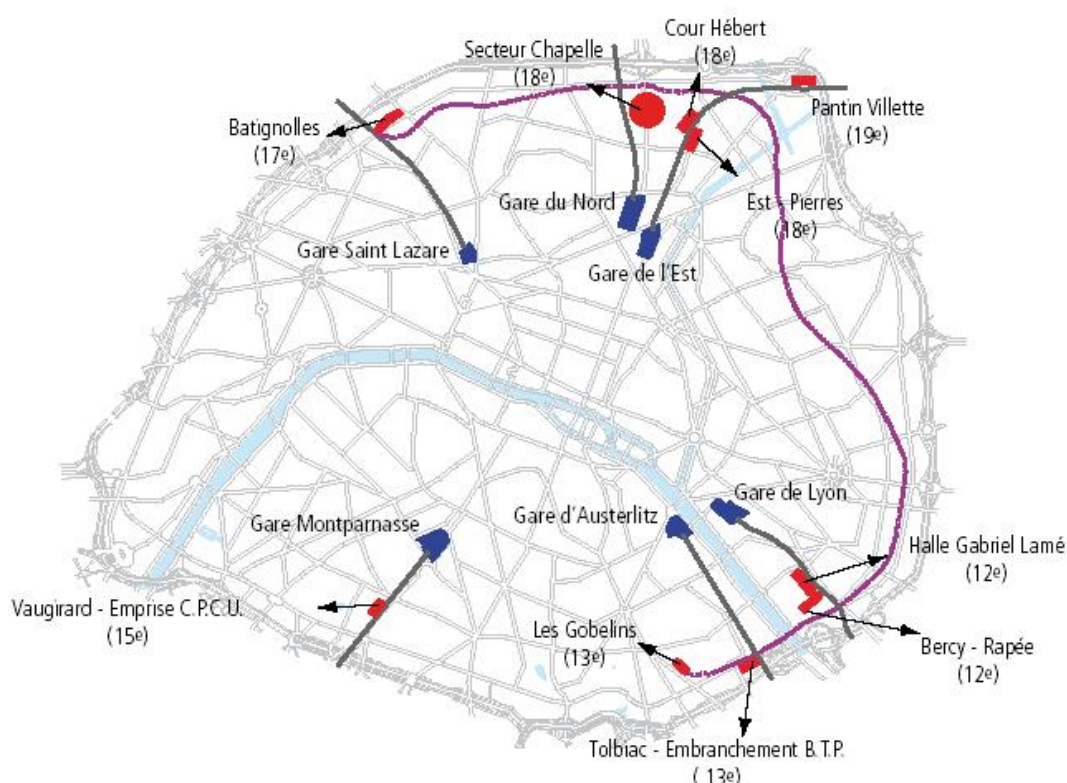 Cour Hébert
(18e)
Secteur Chapelle
(18e)
Batignolles
(17e)
Pantin Villette
(19e)
Gare du Nord
Est - Pierres
(18e)
Gare Saint Lazare
Gare de l'Est
Gare de Lyon
Gare Montparnasse
Gare d'Austerlitz
Halle Gabriel Lamé
(12e)
Vaugirard - Emprise C.P.C.U.
(15e)
Les Gobelins
(13e)
Bercy - Rapée
(12e)
Tolbiac - Embranchement B.T.P.
(13e)